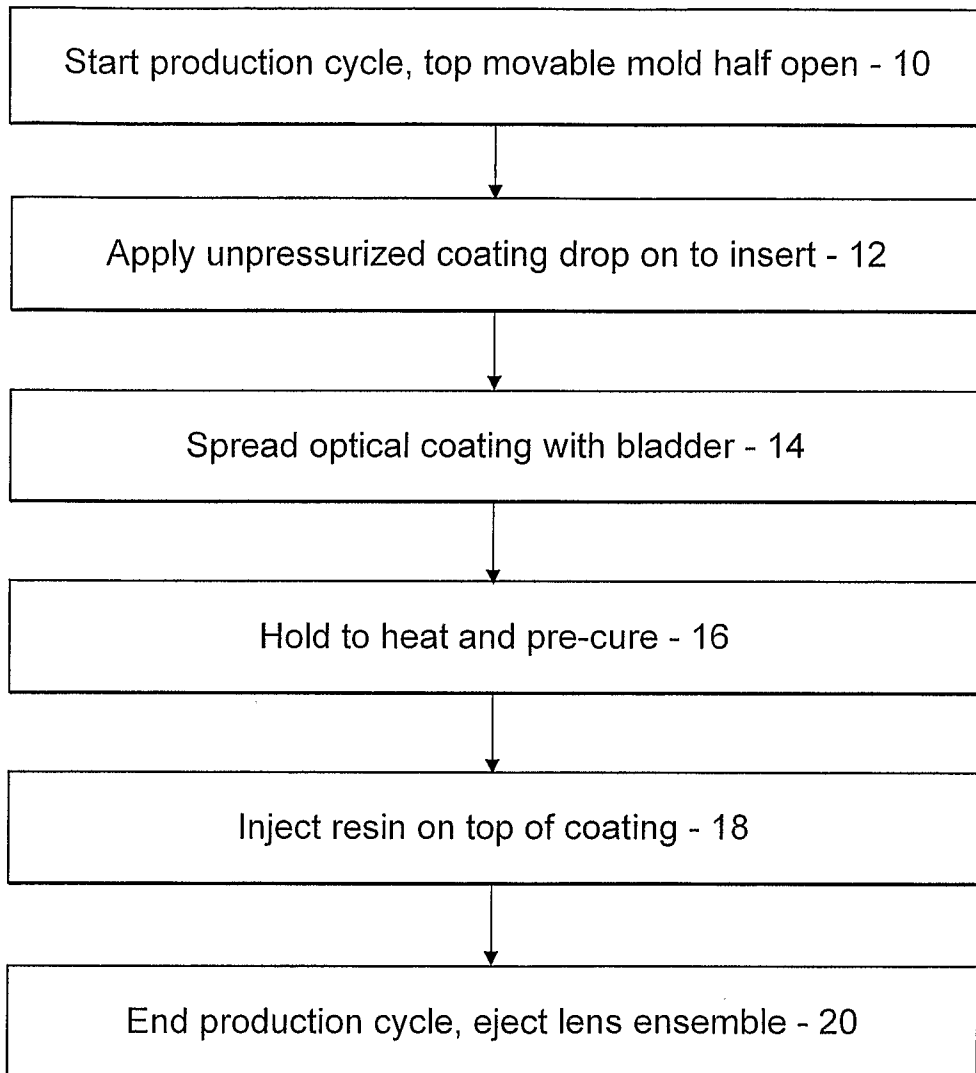 Start production cycle, top movable mold half open - 10
Apply unpressurized coating drop on to insert - 12
Spread optical coating with bladder - 14
Hold to heat and pre-cure - 16
Inject resin on top of coating - 18
End production cycle, eject lens ensemble - 20